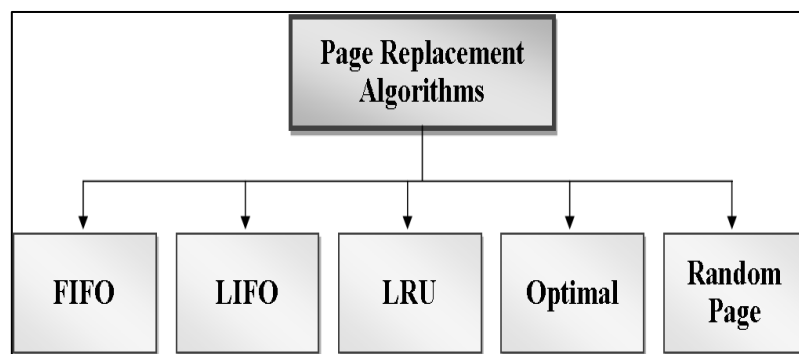 Page Replacement
Algorithms
FIFO
LIFO
LRU
Optimal
Random
Page